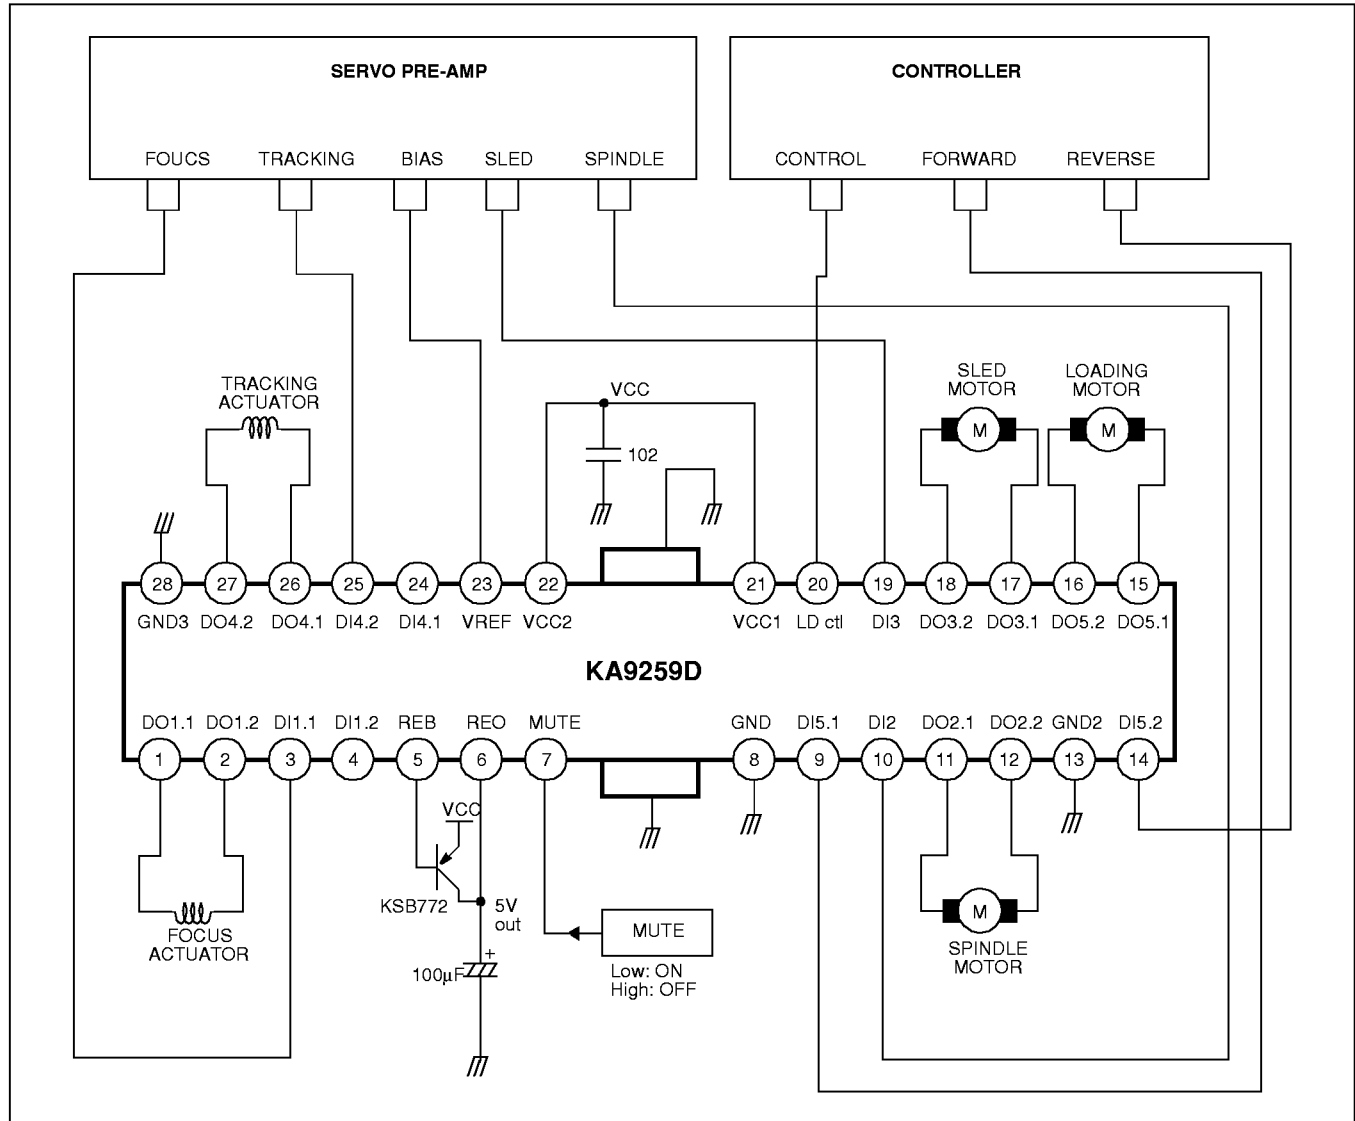 SERVO PRE-AMP
CONTROLLER
FOUCS TRACKING BIAS SLED SPINDLE
CONTROL FORWARD REVERSE
TRACKING
ACTUATOR
VCC
102
SLED
MOTOR
LOADING
MOTOR
M
M
28 27 26 25 24 23 22 21 20 19 18 17 16 15
GND3 DO4.2 DO4.1 DI4.2 DI4.1 VREF VCC2 VCC1 LD ctl DI3 DO3.2 DO3.1 DO5.2 DO5.1
KA9259D
DO1.1 DO1.2 DI1.1 DI1.2 REB REO MUTE GND DI5.1 DI2 DO2.1 DO2.2 GND2 DI5.2
1 2 3 4 5 6 7 8 9 10 11 12 13 14
VCC
KSB772
5V
out
+
100µF
FOCUS
ACTUATOR
MUTE
Low: ON
High: OFF
M
SPINDLE
MOTOR